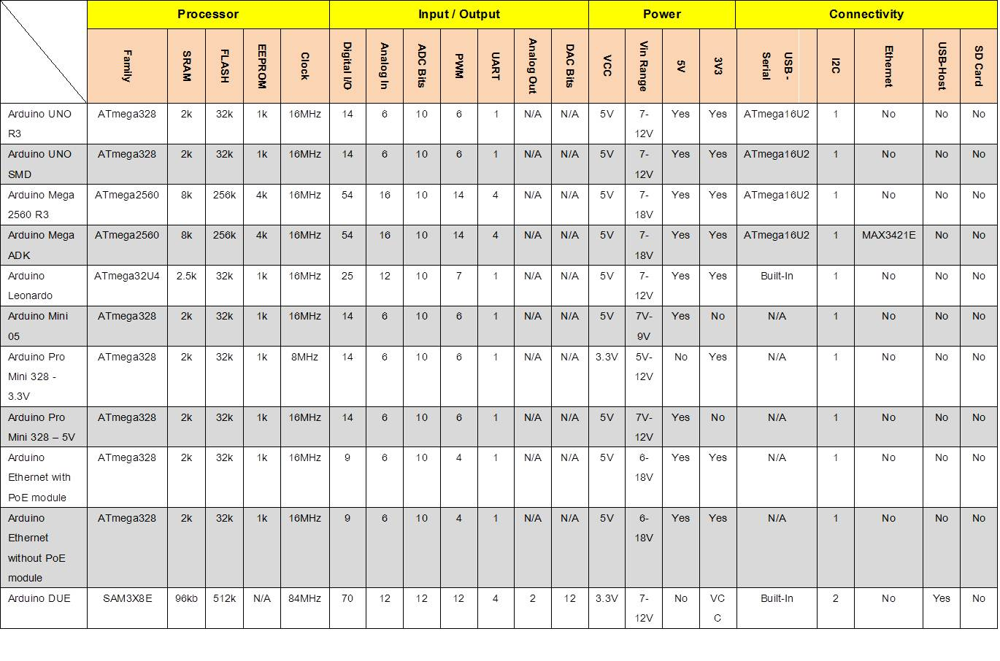 Processor Input / Output Power Connectivity
Family SRAM FLASH EEPROM Clock Digital I/O Analog In ADC Bits PWM UART Analog Out DAC Bits VCC Vin Range 5V 3V3 USB - Serial I2C Ethernet USB-Host SD Card
Arduino UNO ATmega328 2k 32k 1k 16MHz 14 6 10 6 1 N/A N/A 5V 7- Yes Yes ATmega16U2 1 No No No
R3 12V
Arduino UNO ATmega328 2k 32k 1k 16MHz 14 6 10 6 1 N/A N/A 5V 7- Yes Yes ATmega16U2 1 No No No
SMD 12V
Arduino Mega ATmega2560 8k 256k 4k 16MHz 54 16 10 14 4 N/A N/A 5V 7- Yes Yes ATmega16U2 1 No No No
2560 R3 18V
Arduino Mega ATmega2560 8k 256k 4k 16MHz 54 16 10 14 4 N/A N/A 5V 7- Yes Yes ATmega16U2 1 MAX3421E No No
ADK 18V
Arduino ATmega32U4 2.5k 32k 1k 16MHz 25 12 10 7 1 N/A N/A 5V 7- Yes Yes Built-In 1 No No No
Leonardo 12V
Arduino Mini ATmega328 2k 32k 1k 16MHz 14 6 10 6 1 N/A N/A 5V 7V- Yes No N/A 1 No No No
05 9V
Arduino Pro ATmega328 2k 32k 1k 8MHz 14 6 10 6 1 N/A N/A 3.3V 5V- No Yes N/A 1 No No No
Mini 328 - 12V
3.3V
Arduino Pro ATmega328 2k 32k 1k 16MHz 14 6 10 6 1 N/A N/A 5V 7V- Yes No N/A 1 No No No
Mini 328 – 5V 12V
Arduino ATmega328 2k 32k 1k 16MHz 9 6 10 4 1 N/A N/A 5V 6- Yes Yes N/A 1 No No No
Ethernet with 18V
PoE module
Arduino ATmega328 2k 32k 1k 16MHz 9 6 10 4 1 N/A N/A 5V 6- Yes Yes N/A 1 No No No
Ethernet 18V
without PoE
module
Arduino DUE SAM3X8E 96kb 512k N/A 84MHz 70 12 12 12 4 2 12 3.3V 7- No VC Built-In 2 No Yes No
12V C